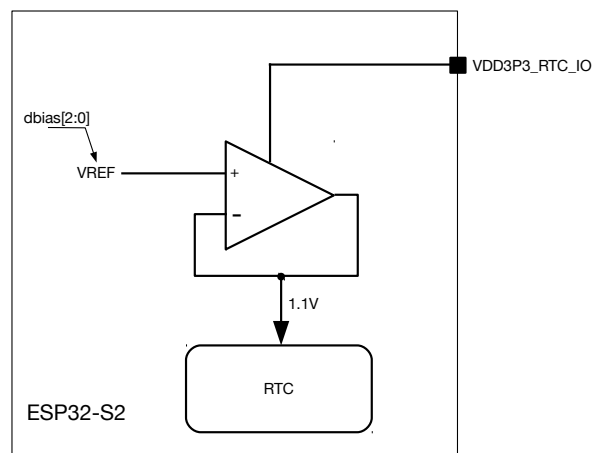 VDD3P3_RTC_IO
dbias[2:0]
VREF
+
-
1.1V
RTC
ESP32-S2